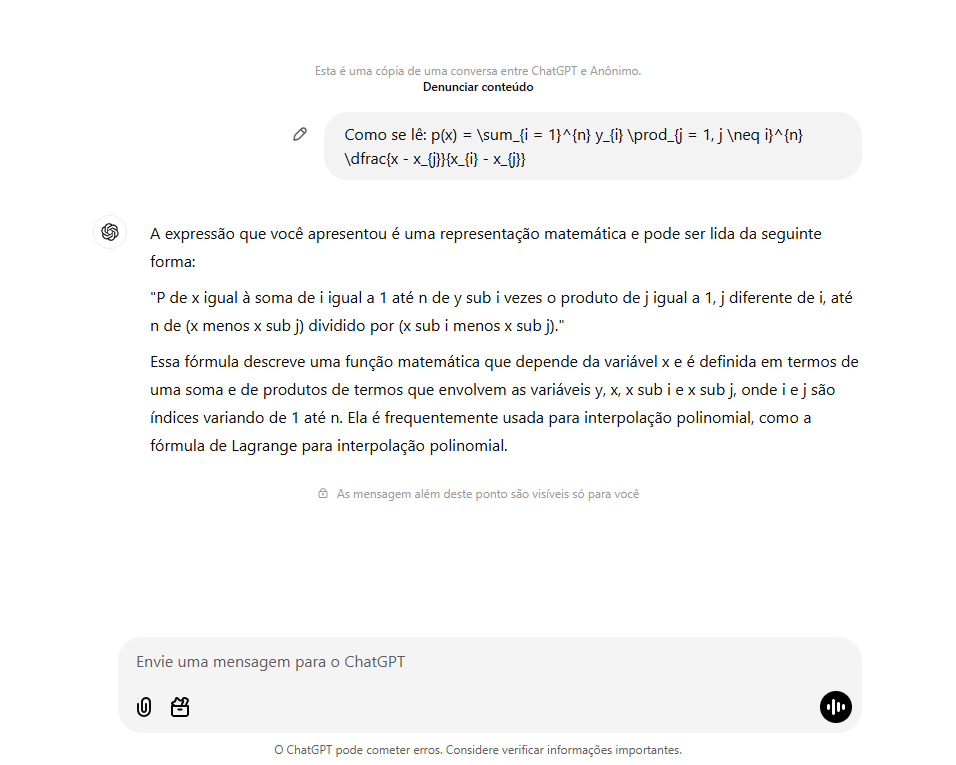 Esta é uma cópia de uma conversa entre ChatGPT e Anônimo.
Denunciar conteúdo
Como se lê: p(x) = \sum_{i = 1}^{n} y_{i} \prod_{j = 1, j \neq i}^{n}
\dfrac{x - x_{j}}{x_{i} - x_{j}}
A expressão que você apresentou é uma representação matemática e pode ser lida da seguinte
forma:
"P de x igual à soma de i igual a 1 até n de y sub i vezes o produto de j igual a 1, j diferente de i, até
n de (x menos x sub j) dividido por (x sub i menos x sub j)."
Essa fórmula descreve uma função matemática que depende da variável x e é definida em termos de
uma soma e de produtos de termos que envolvem as variáveis y, x, x sub i e x sub j, onde i e j são
índices variando de 1 até n. Ela é frequentemente usada para interpolação polinomial, como a
fórmula de Lagrange para interpolação polinomial.
As mensagem além deste ponto são visíveis só para você
Envie uma mensagem para o ChatGPT
O ChatGPT pode cometer erros. Considere verificar informações importantes.